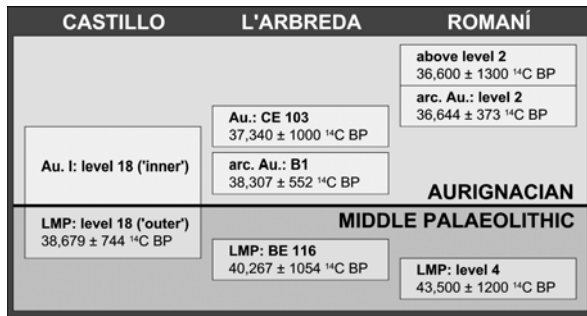 CASTILLO
L'ARBREDA
ROMANÍ
above level 2
36,600 ± 1300 ¹⁴C BP
arc. Au.: level 2
36,644 ± 373 ¹⁴C BP
Au.: CE 103
37,340 ± 1000 ¹⁴C BP
Au. I: level 18 ('inner')
arc. Au.: B1
38,307 ± 552 ¹⁴C BP
AURIGNACIAN
MIDDLE PALAEOLITHIC
LMP: level 18 ('outer')
38,679 ± 744 ¹⁴C BP
LMP: BE 116
40,267 ± 1054 ¹⁴C BP
LMP: level 4
43,500 ± 1200 ¹⁴C BP